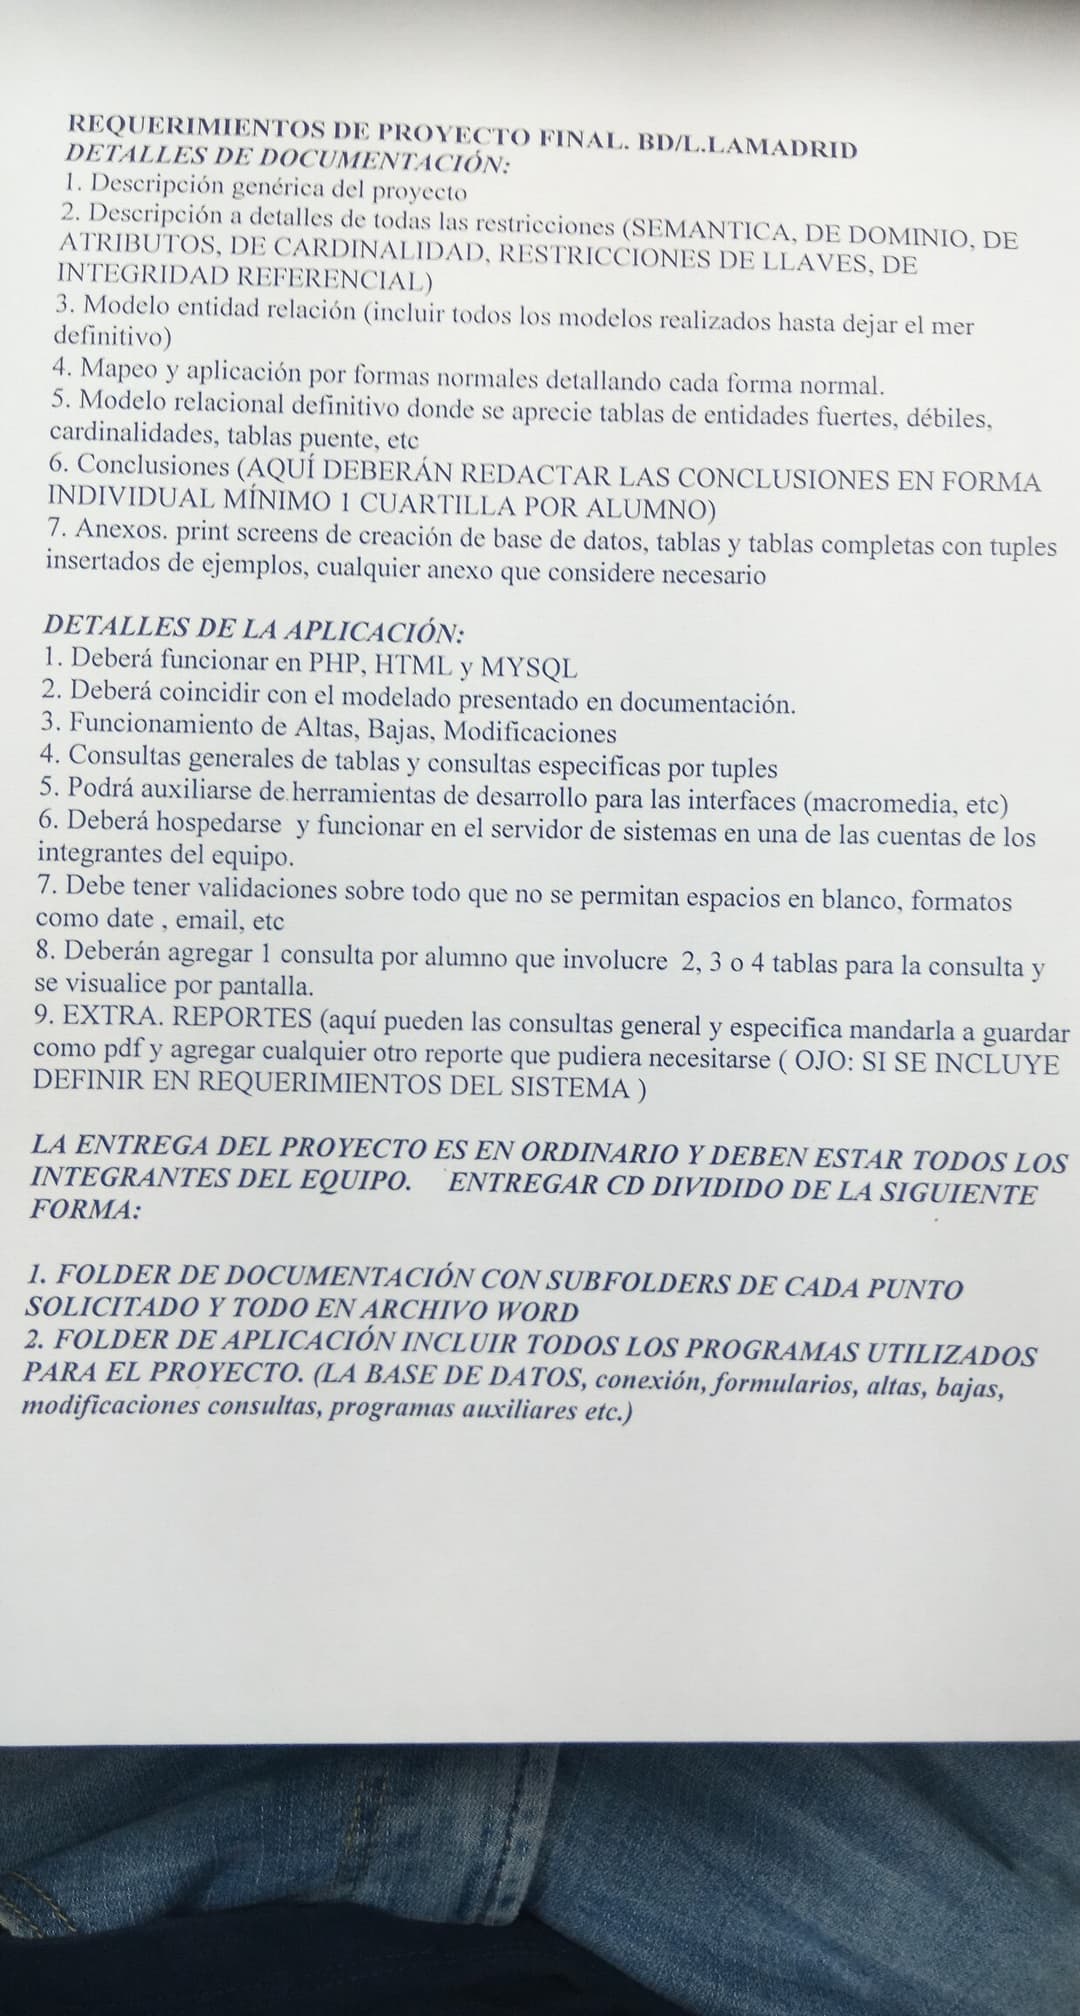 REQUERIMIENTOS DE PROYECTO FINAL. BD/L.LAMADRID
DETALLES DE DOCUMENTACIÓN:
1. Descripción genérica del proyecto
2. Descripción a detalles de todas las restricciones (SEMANTICA, DE DOMINIO, DE
ATRIBUTOS, DE CARDINALIDAD, RESTRICCIONES DE LLAVES, DE
INTEGRIDAD REFERENCIAL)
3. Modelo entidad relación (incluir todos los modelos realizados hasta dejar el mer
definitivo)
4. Mapeo y aplicación por formas normales detallando cada forma normal.
5. Modelo relacional definitivo donde se aprecie tablas de entidades fuertes, débiles,
cardinalidades, tablas puente, etc
6. Conclusiones (AQUÍ DEBERÁN REDACTAR LAS CONCLUSIONES EN FORMA
INDIVIDUAL MÍNIMO 1 CUARTILLA POR ALUMNO)
7. Anexos. print screens de creación de base de datos, tablas y tablas completas con tuples
insertados de ejemplos, cualquier anexo que considere necesario
DETALLES DE LA APLICACIÓN:
1. Deberá funcionar en PHP, HTML y MYSQL
2. Deberá coincidir con el modelado presentado en documentación.
3. Funcionamiento de Altas, Bajas, Modificaciones
4. Consultas generales de tablas y consultas especificas por tuples
5. Podrá auxiliarse de herramientas de desarrollo para las interfaces (macromedia, etc)
6. Deberá hospedarse y funcionar en el servidor de sistemas en una de las cuentas de los
integrantes del equipo.
7. Debe tener validaciones sobre todo que no se permitan espacios en blanco, formatos
como date , email, etc
8. Deberán agregar 1 consulta por alumno que involucre 2, 3 o 4 tablas para la consulta y
se visualice por pantalla.
9. EXTRA. REPORTES (aquí pueden las consultas general y especifica mandarla a guardar
como pdf y agregar cualquier otro reporte que pudiera necesitarse ( OJO: SI SE INCLUYE
DEFINIR EN REQUERIMIENTOS DEL SISTEMA )
LA ENTREGA DEL PROYECTO ES EN ORDINARIO Y DEBEN ESTAR TODOS LOS
INTEGRANTES DEL EQUIPO. ENTREGAR CD DIVIDIDO DE LA SIGUIENTE
FORMA:
1. FOLDER DE DOCUMENTACIÓN CON SUBFOLDERS DE CADA PUNTO
SOLICITADO Y TODO EN ARCHIVO WORD
2. FOLDER DE APLICACIÓN INCLUIR TODOS LOS PROGRAMAS UTILIZADOS
PARA EL PROYECTO. (LA BASE DE DATOS, conexión, formularios, altas, bajas,
modificaciones consultas, programas auxiliares etc.)